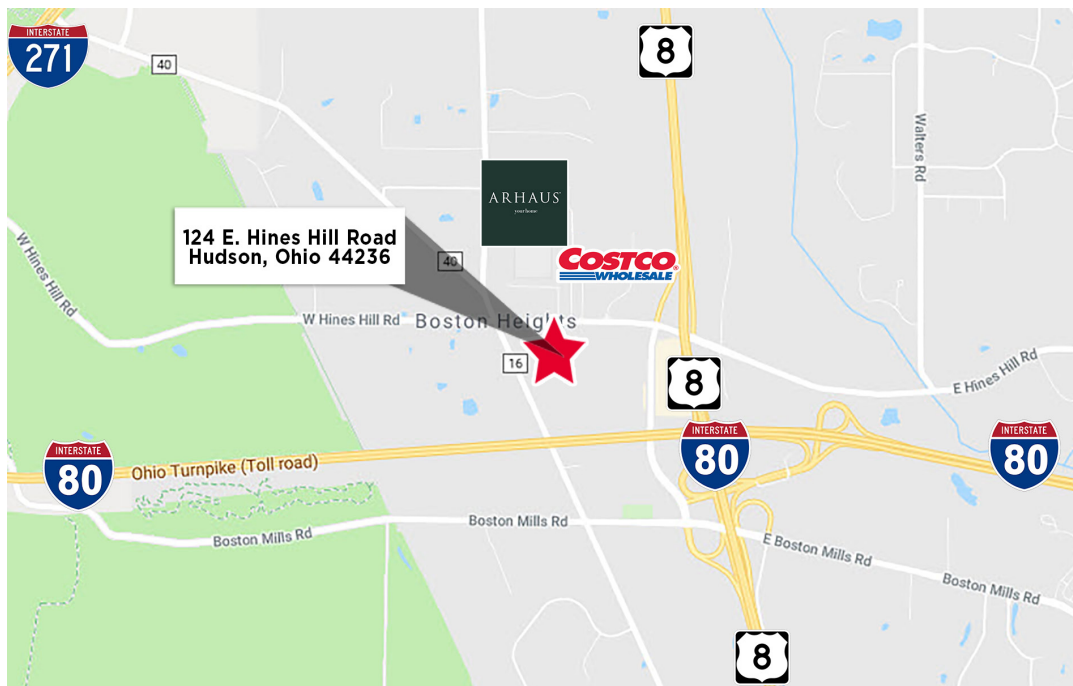 INTERSTATE
271
40
8
Walters Rd
ARHAUS
your home
124 E. Hines Hill Road
Hudson, Ohio 44236
40
COSTCO
WHOLESALE
W Hines Hill Rd
W Hines Hill Rd
Boston Heights
16
8
E Hines Hill Rd
INTERSTATE
80
Ohio Turnpike (Toll road)
INTERSTATE
80
INTERSTATE
80
Boston Mills Rd
Boston Mills Rd
E Boston Mills Rd
Boston Mills Rd
8